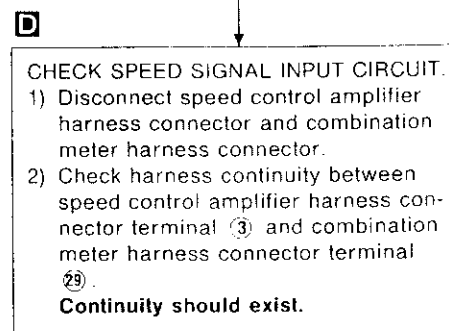 D
CHECK SPEED SIGNAL INPUT CIRCUIT.
1) Disconnect speed control amplifier
harness connector and combination
meter harness connector.
2) Check harness continuity between
speed control amplifier harness con-
nector terminal ③ and combination
meter harness connector terminal
㉙.
Continuity should exist.